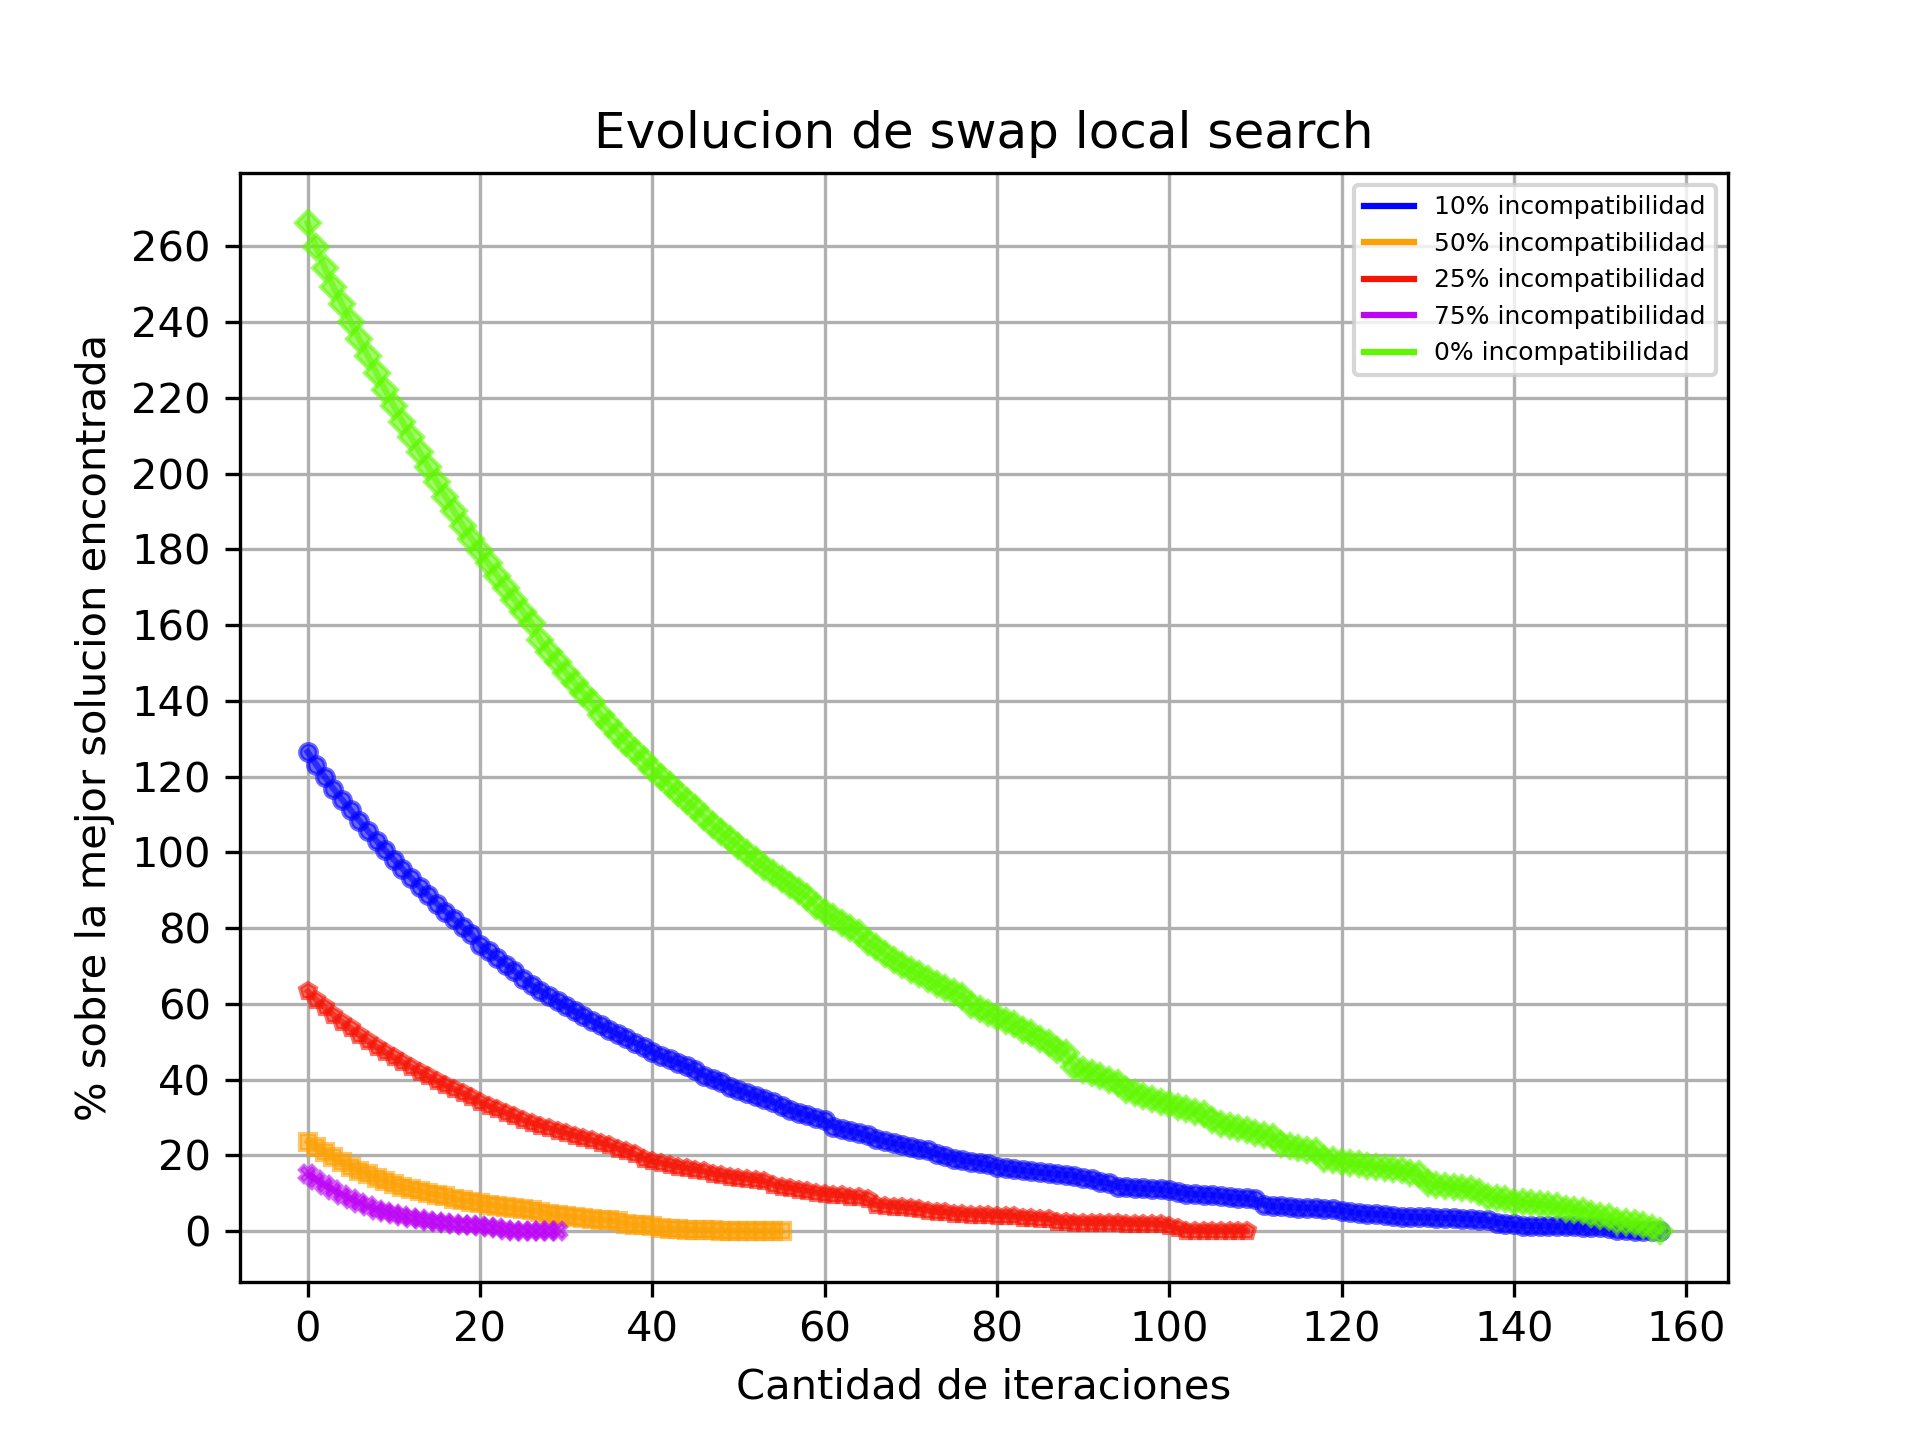 Evolucion de swap local search
10% incompatibilidad
50% incompatibilidad
25% incompatibilidad
75% incompatibilidad
0% incompatibilidad
% sobre la mejor solucion encontrada
260
240
220
200
180
160
140
120
100
80
60
40
20
0
0 20 40 60 80 100 120 140 160
Cantidad de iteraciones